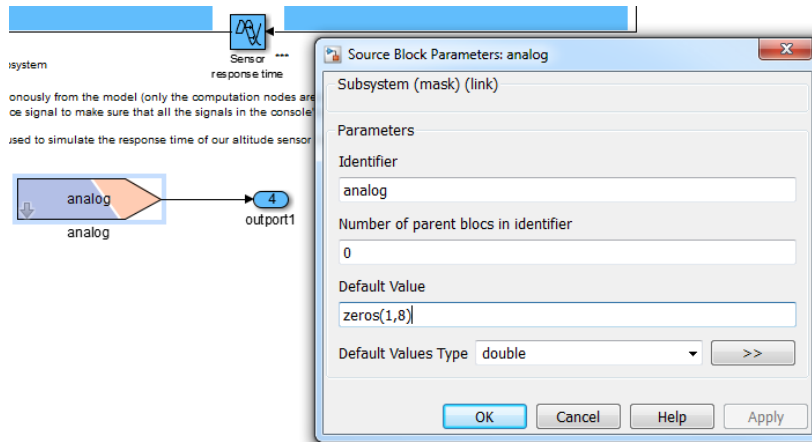 Sensor ***
response time
system
onously from the model (only the computation nodes are
ce signal to make sure that all the signals in the console'
used to simulate the response time of our altitude sensor
analog
analog
4
outport1
Source Block Parameters: analog
Subsystem (mask) (link)
Parameters
Identifier
analog
Number of parent blocs in identifier
0
Default Value
zeros(1,8)
Default Values Type double >>
OK Cancel Help Apply